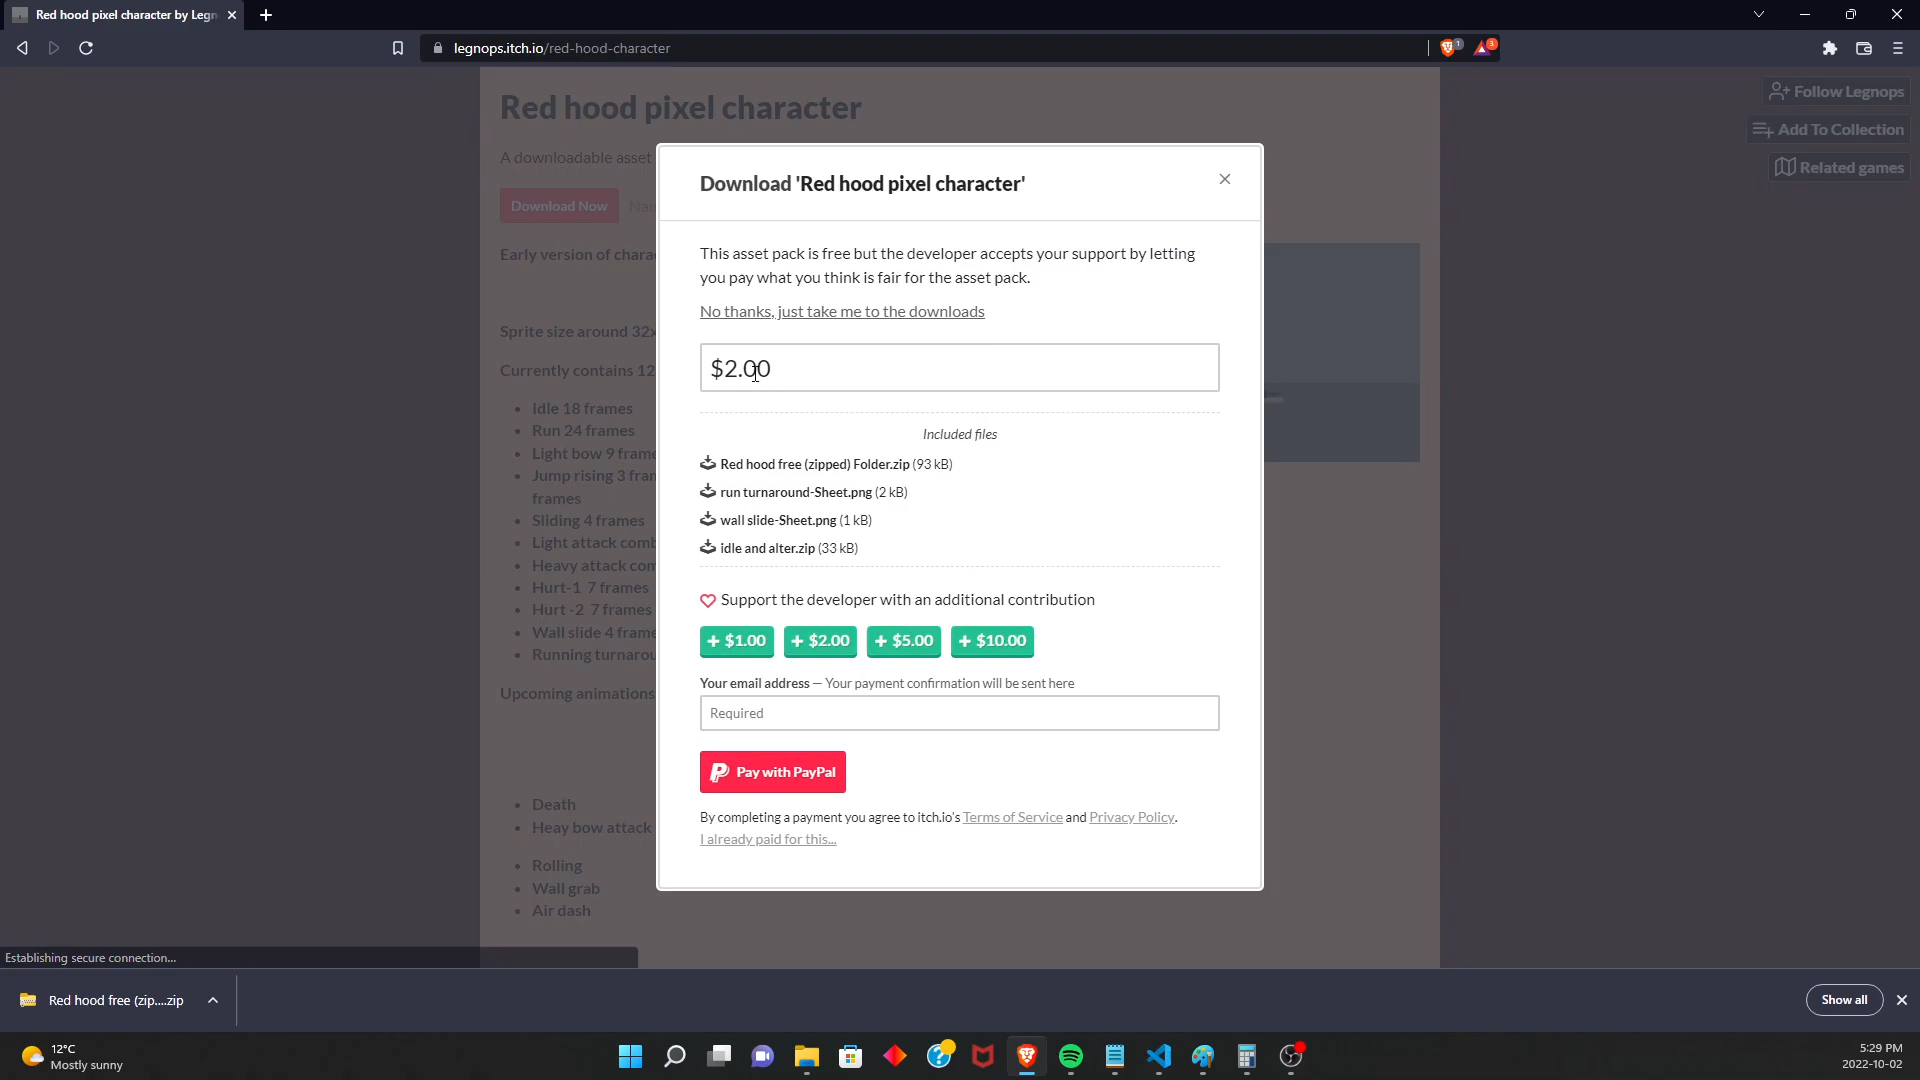 Red hood pixel character by Legn
legnops.itch.io/red-hood-character
1
3
Red hood pixel character
Follow Legnops
Add To Collection
Related games
A downloadable asset
Download Now
Early version of chara
Sprite size around 32x
Currently contains 12
Idle 18 frames
Run 24 frames
Light bow 9 frame
Jump rising 3 fran
frames
Sliding 4 frames
Light attack comb
Heavy attack con
Hurt-1 7 frames
Hurt -2 7 frames
Wall slide 4 frame
Running turnarou
Upcoming animations
Death
Heay bow attack
Rolling
Wall grab
Air dash
Download 'Red hood pixel character'
This asset pack is free but the developer accepts your support by letting
you pay what you think is fair for the asset pack.
No thanks, just take me to the downloads
$2.00
Included files
Red hood free (zipped) Folder.zip (93 kB)
run turnaround-Sheet.png (2 kB)
wall slide-Sheet.png (1 kB)
idle and alter.zip (33 kB)
Support the developer with an additional contribution
+ $1.00 + $2.00 + $5.00 + $10.00
Your email address — Your payment confirmation will be sent here
Required
Pay with PayPal
By completing a payment you agree to itch.io's Terms of Service and Privacy Policy.
I already paid for this...
Establishing secure connection...
Red hood free (zip....zip
Show all
12°C
Mostly sunny
5:29 PM
2022-10-02